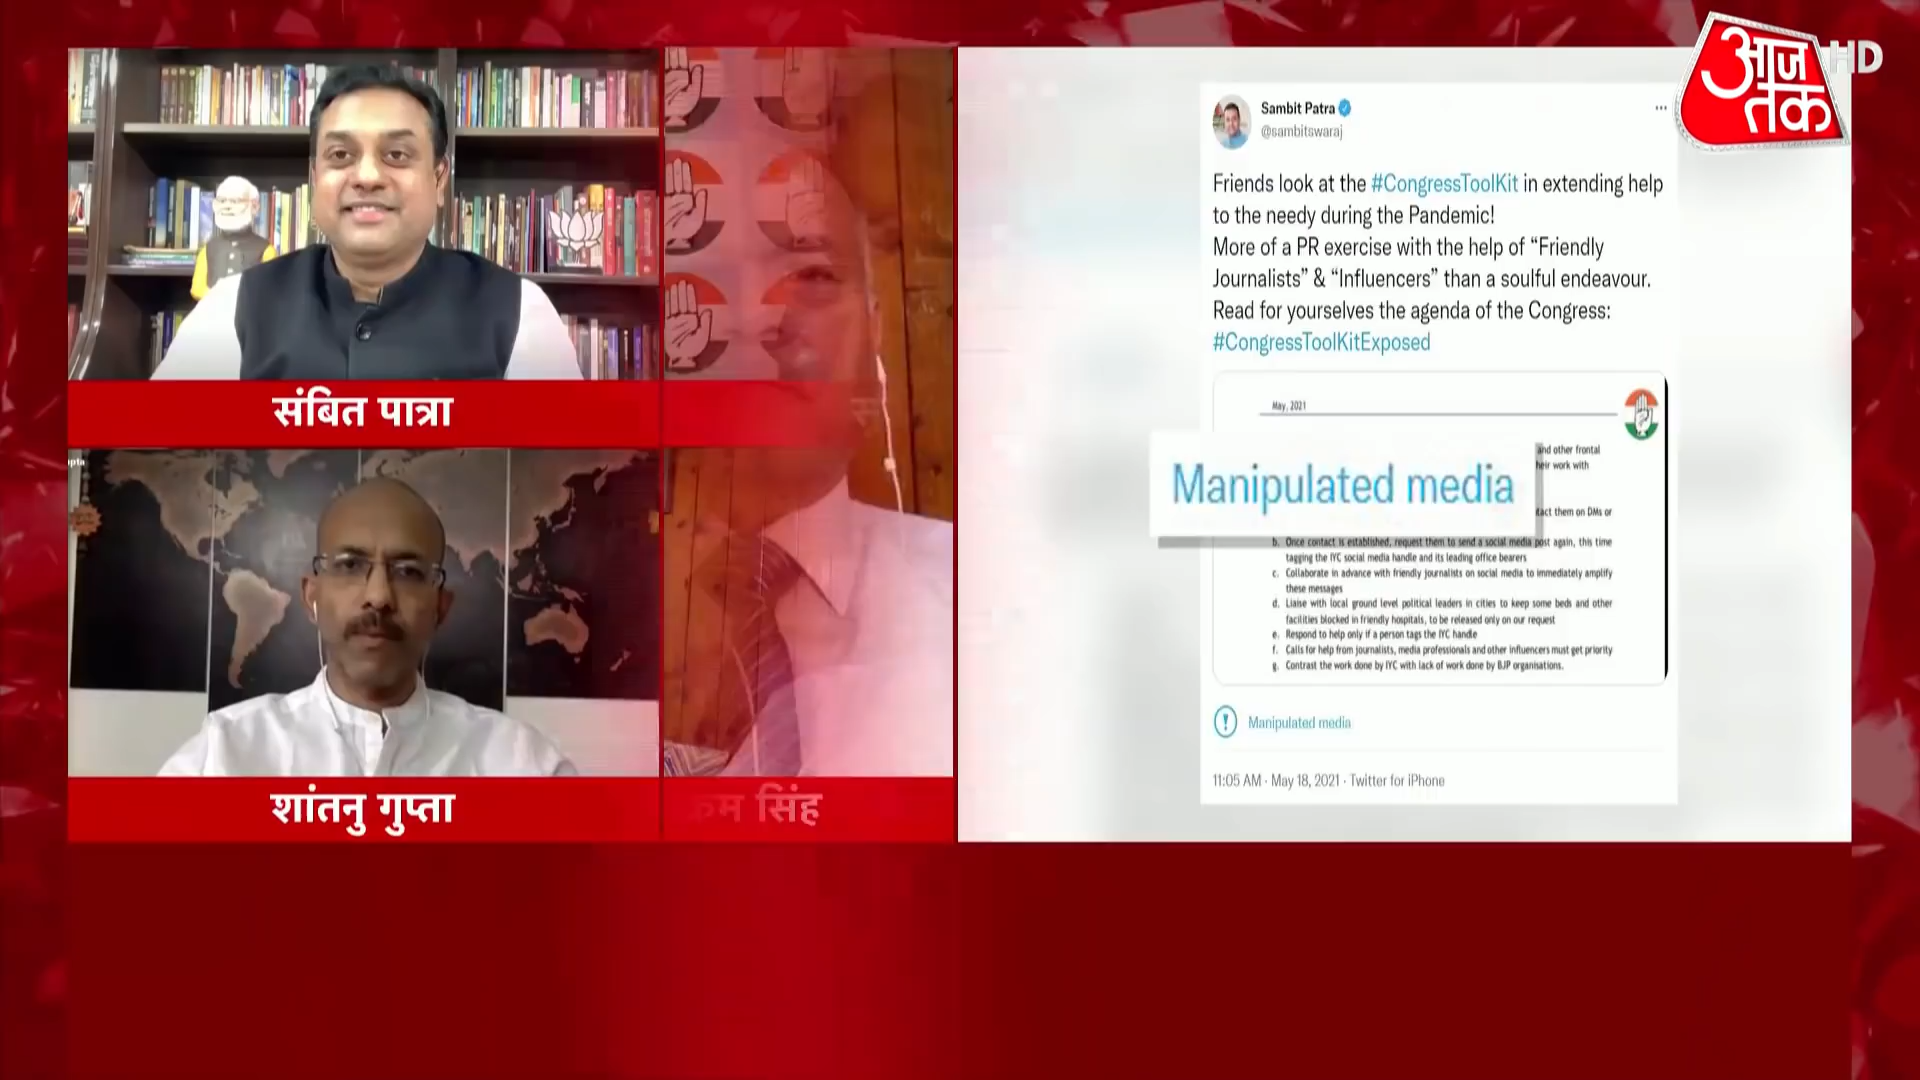 आज
तक
HD
Sambit Patra
@sambitswaraj
Friends look at the #CongressToolKit in extending help
to the needy during the Pandemic!
More of a PR exercise with the help of “Friendly
Journalists” & “Influencers” than a soulful endeavour.
Read for yourselves the agenda of the Congress:
#CongressToolKitExposed
May, 2021
and other frontal
heir work with
Manipulated media
tact them on DMs or
b. Once contact is established, request them to send a social media post again, this time
tagging the IYC social media handle and its leading office bearers
c. Collaborate in advance with friendly journalists on social media to immediately amplify
these messages
d. Liaise with local ground level political leaders in cities to keep some beds and other
facilities blocked in friendly hospitals, to be released only on our request
e. Respond to help only if a person tags the IYC handle
f. Calls for help from journalists, media professionals and other influencers must get priority
g. Contrast the work done by IYC with lack of work done by BJP organisations.
Manipulated media
11:05 AM · May 18, 2021 · Twitter for iPhone
संबित पात्रा
pta
शांतनु गुप्ता
सिंह